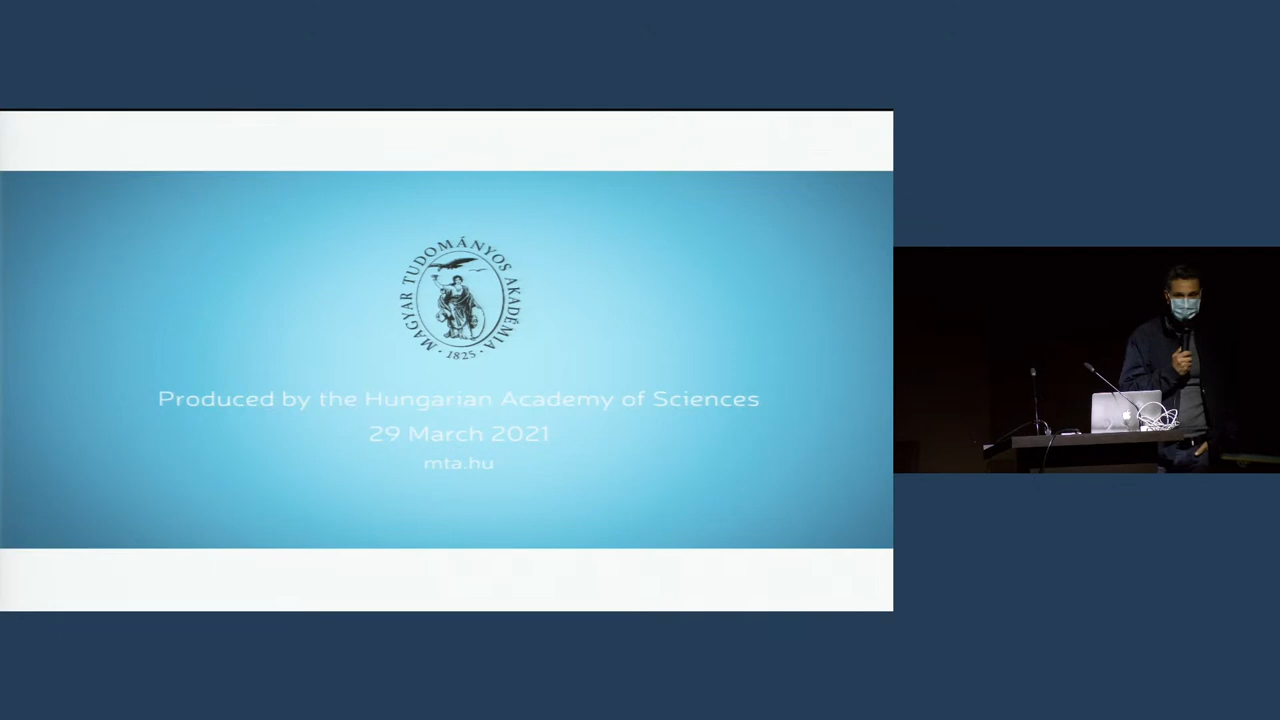 MAGYAR TUDOMÁNYOS AKADÉMIA
· 1825 ·
Produced by the Hungarian Academy of Sciences
29 March 2021
mta.hu